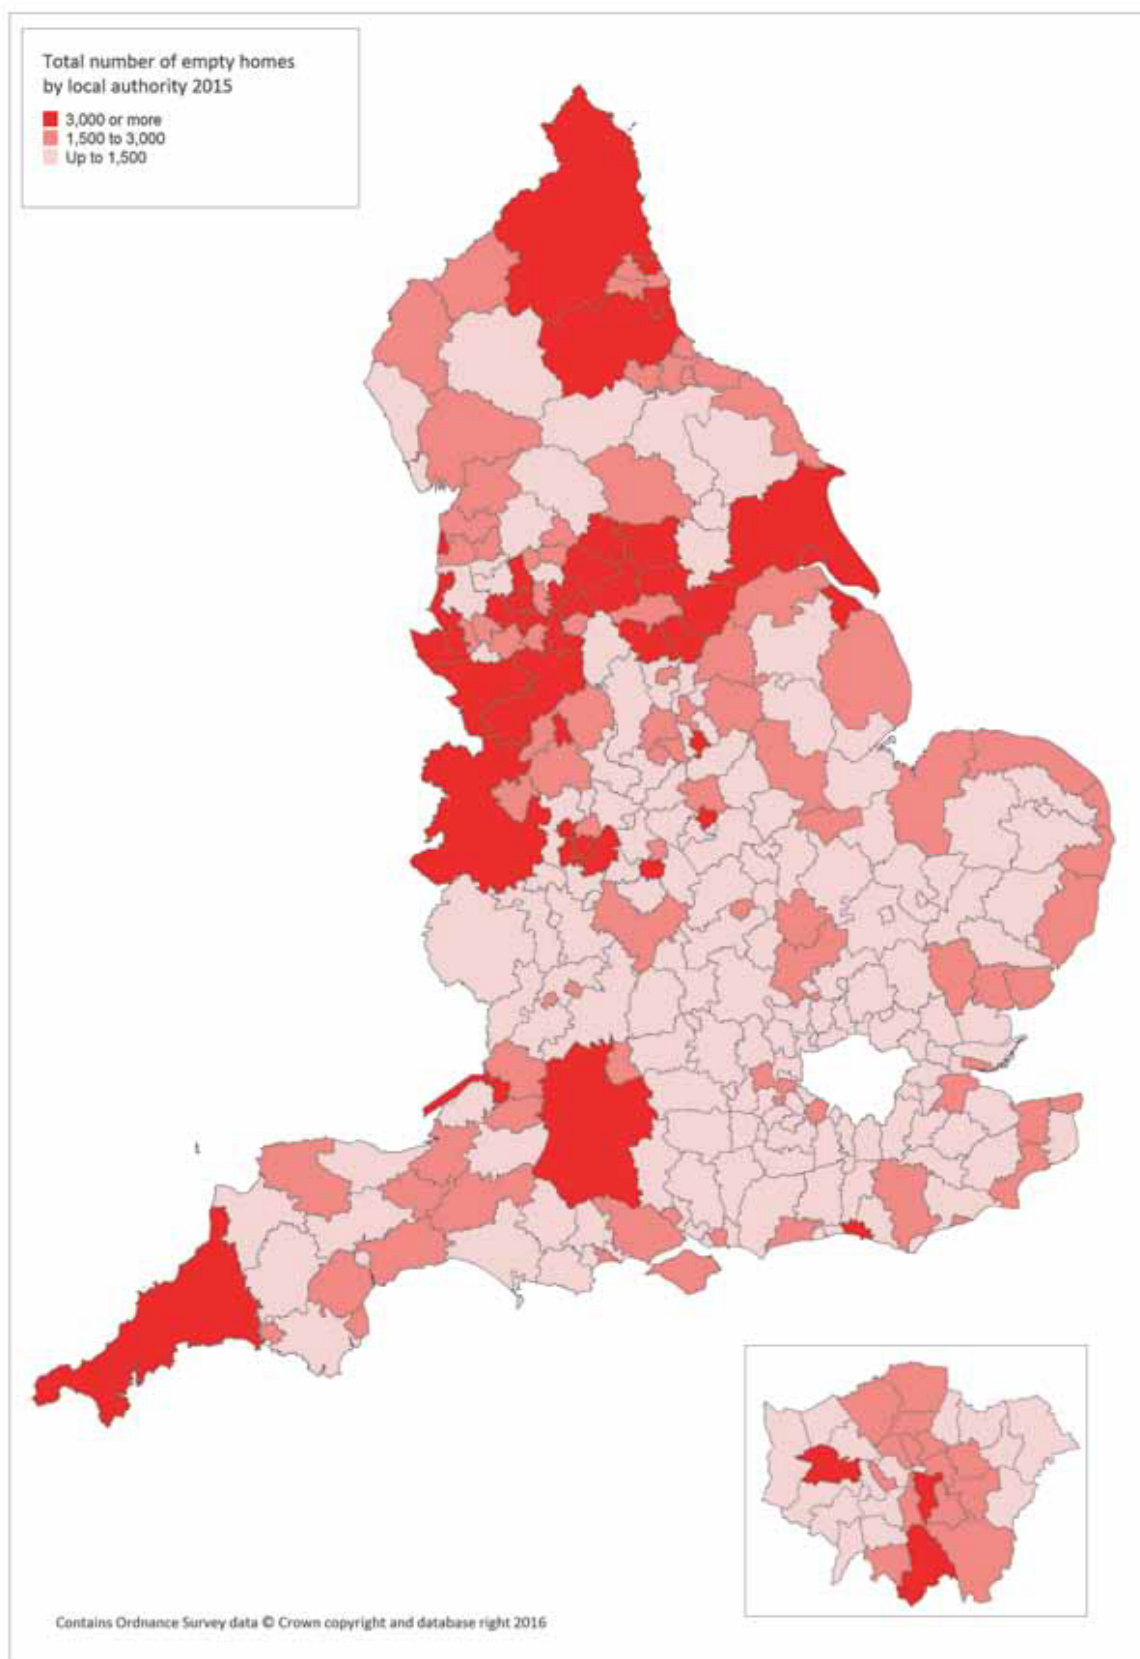 Total number of empty homes
by local authority 2015
3,000 or more
1,500 to 3,000
Up to 1,500
Contains Ordnance Survey data © Crown copyright and database right 2016